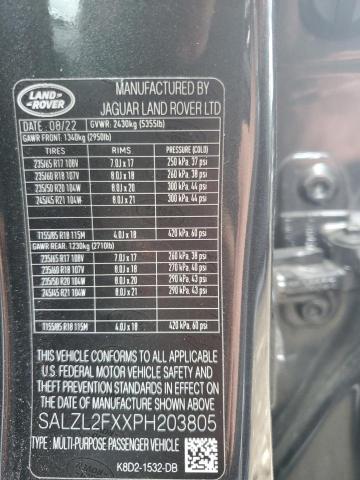 LAND
ROVER
MANUFACTURED BY
JAGUAR LAND ROVER LTD
DATE: 08/22 GVWR: 2430kg (5355lb)
GAWR FRONT: 1340kg (2950lb)
TIRES RIMS PRESSURE (COLD)
235/65 R17 108V 7.0J x 17 250 kPa, 37 psi
235/60 R18 107V 8.0J x 18 260 kPa, 38 psi
235/50 R20 104W 8.0J x 20 300 kPa, 44 psi
245/45 R21 104W 8.0J x 21 300 kPa, 44 psi
T155/85 R18 115M 4.0J x 18 420 kPa, 60 psi
GAWR REAR: 1230kg (2710lb)
235/65 R17 108V 7.0J x 17 260 kPa, 38 psi
235/60 R18 107V 8.0J x 18 270 kPa, 40 psi
235/50 R20 104W 8.0J x 20 290 kPa, 43 psi
245/45 R21 104W 8.0J x 21 290 kPa, 43 psi
T155/85 R18 115M 4.0J x 18 420 kPa, 60 psi
THIS VEHICLE CONFORMS TO ALL APPLICABLE
U.S. FEDERAL MOTOR VEHICLE SAFETY AND
THEFT PREVENTION STANDARDS IN EFFECT ON
THE DATE OF MANUFACTURE SHOWN ABOVE
SALZL2FXXPH203805
TYPE: MULTI-PURPOSE PASSENGER VEHICLE
K8D2-1532-DB